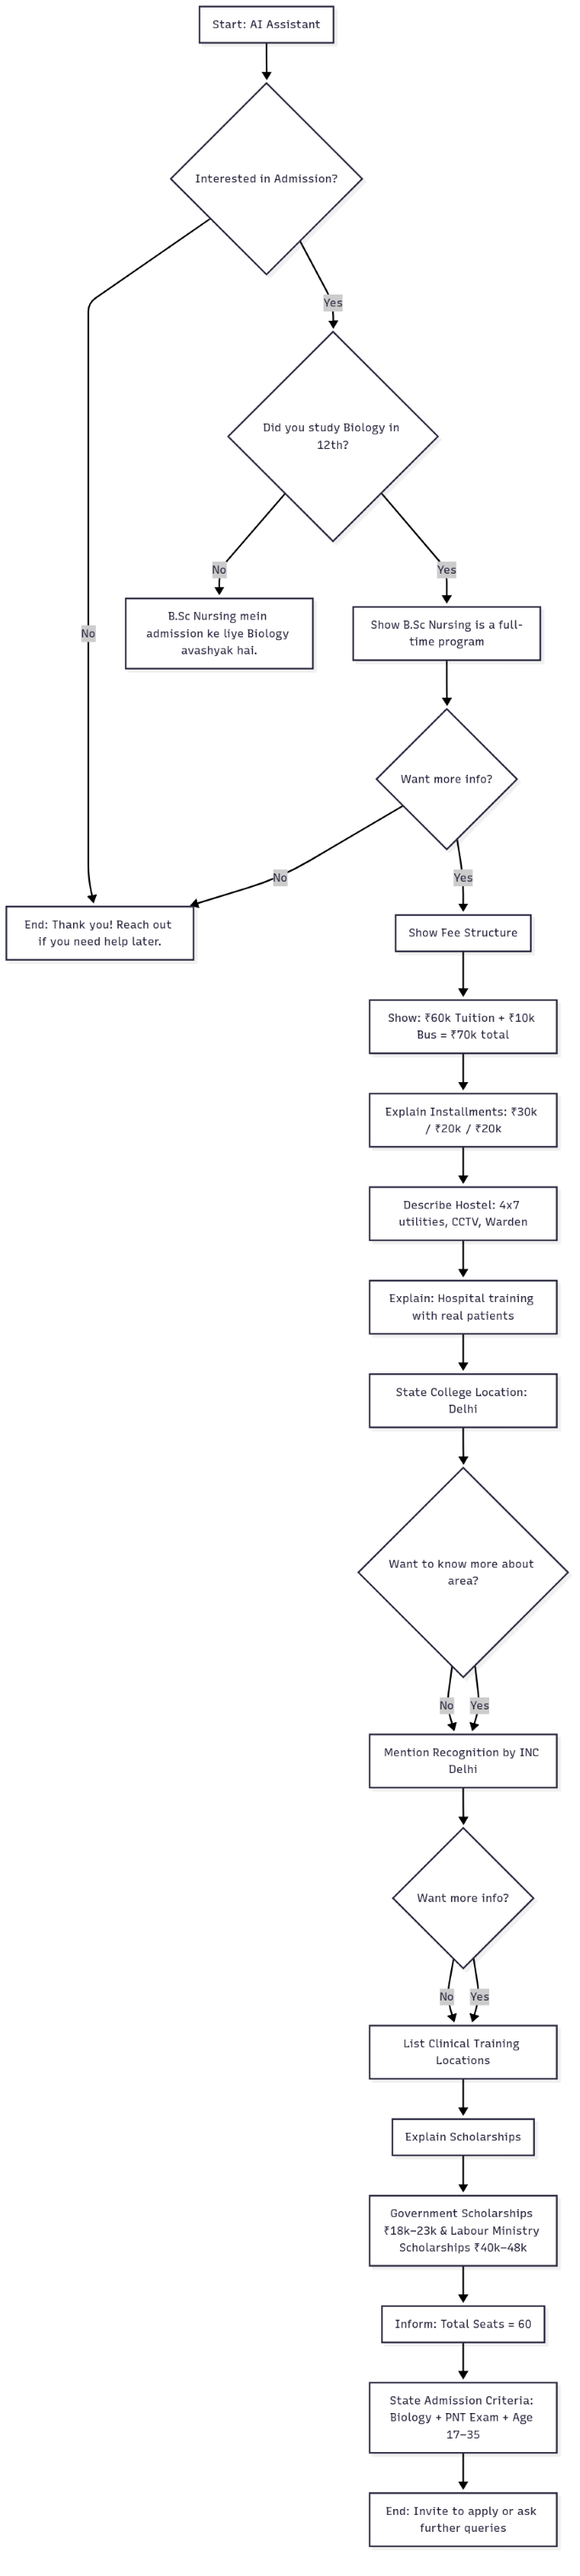 Start: AI Assistant
Interested in Admission?
Yes
Did you study Biology in
12th?
No
Yes
B.Sc Nursing mein
admission ke liye Biology
avashyak hai.
Show B.Sc Nursing is a full-
time program
No
Want more info?
No
Yes
End: Thank you! Reach out
if you need help later.
Show Fee Structure
Show: ₹60k Tuition + ₹10k
Bus = ₹70k total
Explain Installments: ₹30k
/ ₹20k / ₹20k
Describe Hostel: 4x7
utilities, CCTV, Warden
Explain: Hospital training
with real patients
State College Location:
Delhi
Want to know more about
area?
No
Yes
Mention Recognition by INC
Delhi
Want more info?
No
Yes
List Clinical Training
Locations
Explain Scholarships
Government Scholarships
₹18k–23k & Labour Ministry
Scholarships ₹40k–48k
Inform: Total Seats = 60
State Admission Criteria:
Biology + PNT Exam + Age
17–35
End: Invite to apply or ask
further queries